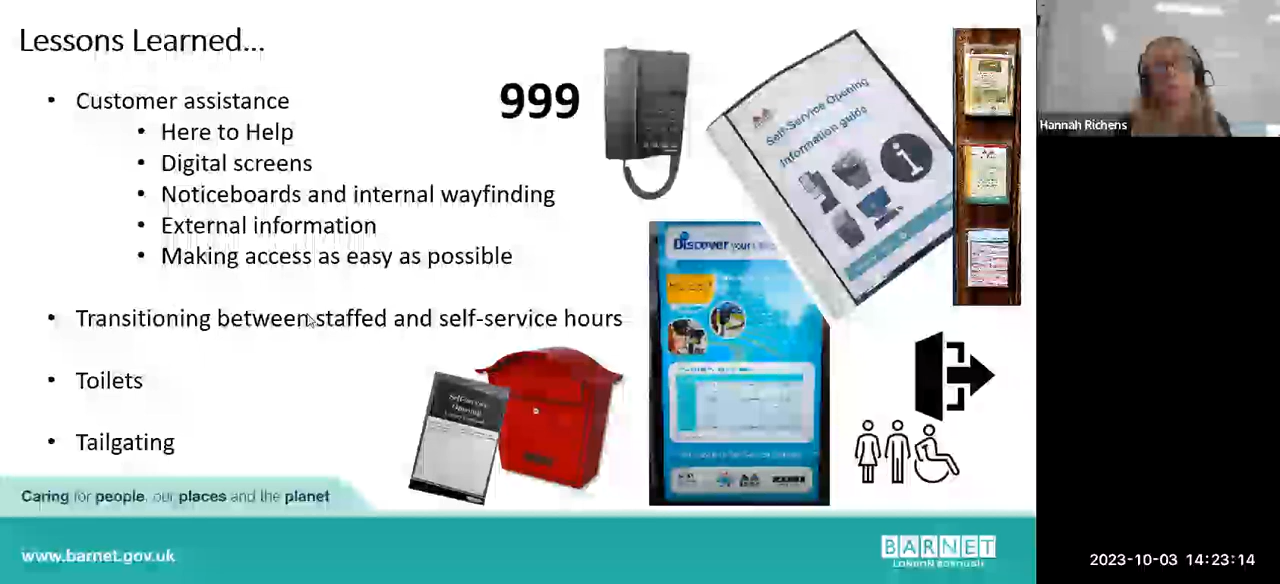 Lessons Learned...
999
• Customer assistance
• Here to Help
• Digital screens
• Noticeboards and internal wayfinding
• External information
• Making access as easy as possible
• Transitioning between staffed and self-service hours
• Toilets
• Tailgating
Self-Service Opening
Information guide
Discover your
Self-Service
Opening
Caring for people, our places and the planet
www.barnet.gov.uk
BARNET
LONDON BOROUGH
Hannah Richens
2023-10-03 14:23:14